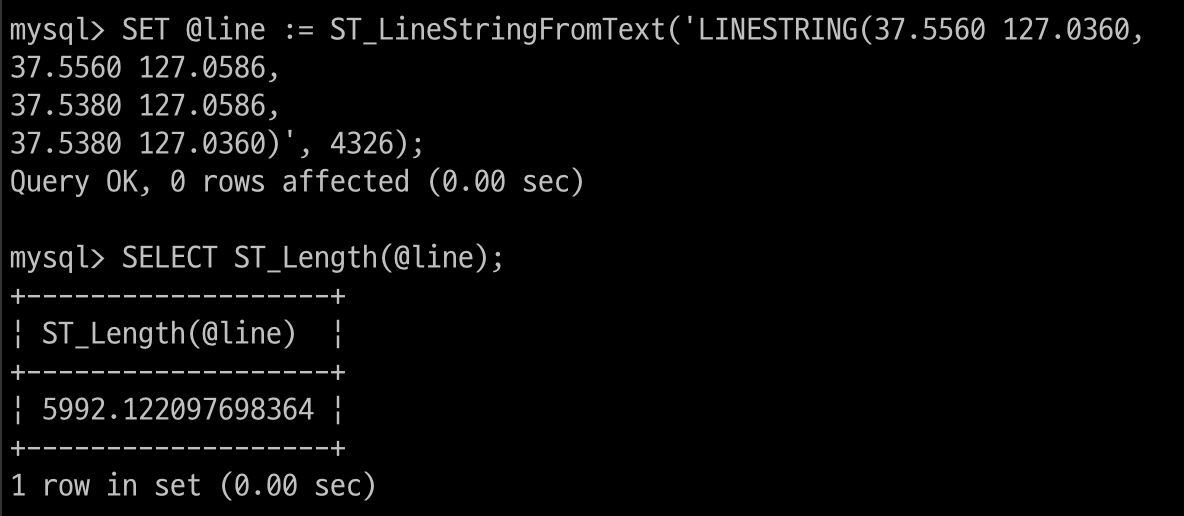 mysql> SET @line := ST_LineStringFromText('LINESTRING(37.5560 127.0360,
37.5560 127.0586,
37.5380 127.0586,
37.5380 127.0360)', 4326);
Query OK, 0 rows affected (0.00 sec)

mysql> SELECT ST_Length(@line);
+-------------------+
¦ ST_Length(@line)  ¦
+-------------------+
¦ 5992.122097698364 ¦
+-------------------+
1 row in set (0.00 sec)